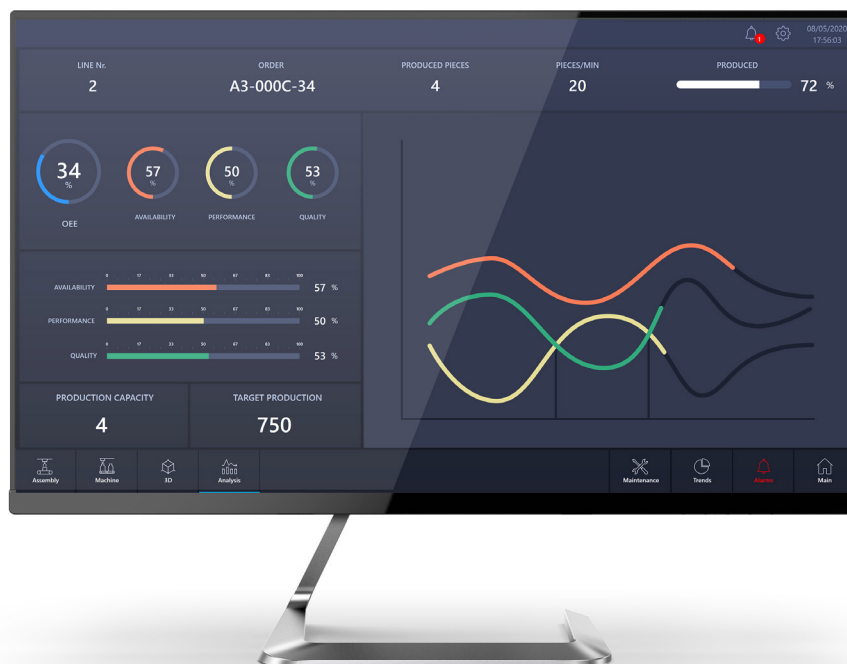 1
08/05/2020
17:56:03
LINE Nr.
2
ORDER
A3-000C-34
PRODUCED PIECES
4
PIECES/MIN
20
PRODUCED
72 %
34
%
OEE
57
%
AVAILABILITY
50
%
PERFORMANCE
53
%
QUALITY
0 17 33 50 67 83 100
AVAILABILITY 57 %
0 17 33 50 67 83 100
PERFORMANCE 50 %
0 17 33 50 67 83 100
QUALITY 53 %
PRODUCTION CAPACITY
4
TARGET PRODUCTION
750
Assembly
Machine
3D
Analysis
Maintenance
Trends
Alarms
Main